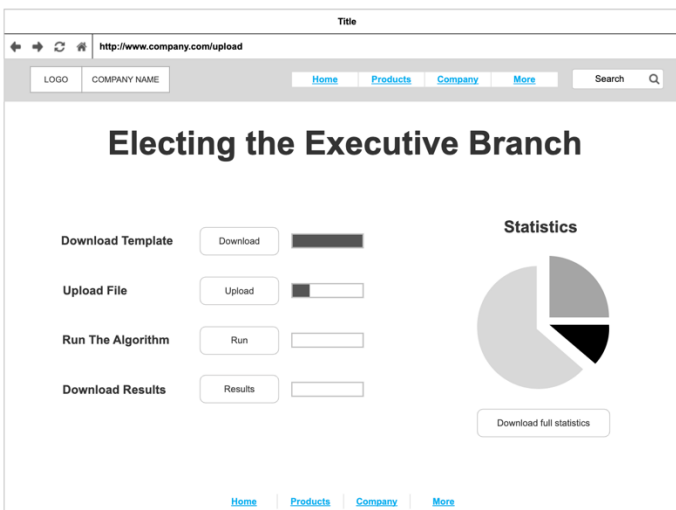 Title
http://www.company.com/upload
LOGO COMPANY NAME Home Products Company More Search
Electing the Executive Branch
Statistics
Download Template Download
Upload File Upload
Run The Algorithm Run
Download Results Results
Download full statistics
Home Products Company More